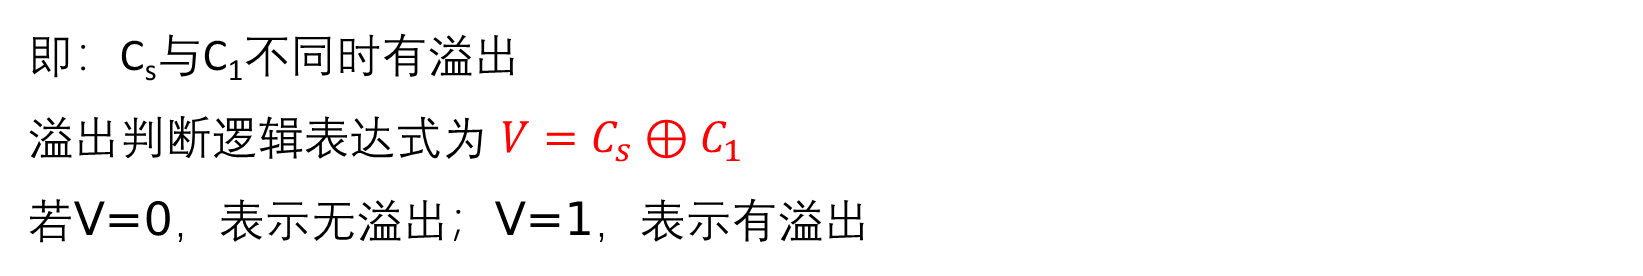 即：Cₛ与C₁不同时有溢出
溢出判断逻辑表达式为 V = Cₛ ⊕ C₁
若V=0，表示无溢出；V=1，表示有溢出